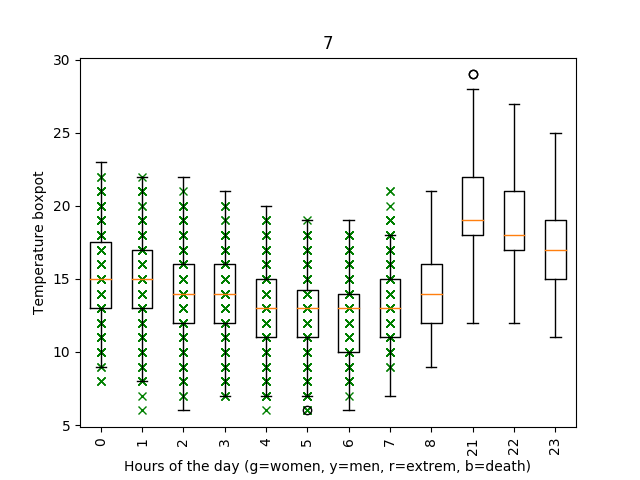 7
30
25
20
15
10
5
Temperature boxpot
0 1 2 3 4 5 6 7 8 21 22 23
Hours of the day (g=women, y=men, r=extrem, b=death)